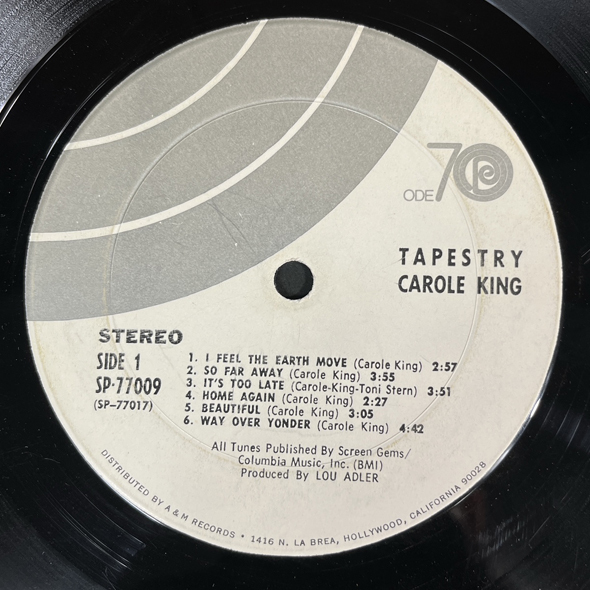 ODE 70
TAPESTRY
CAROLE KING
STEREO
SIDE 1
SP-77009
(SP-77017)
1. I FEEL THE EARTH MOVE (Carole King) 2:57
2. SO FAR AWAY (Carole King) 3:55
3. IT'S TOO LATE (Carole-King-Toni Stern) 3:51
4. HOME AGAIN (Carole King) 2:27
5. BEAUTIFUL (Carole King) 3:05
6. WAY OVER YONDER (Carole King) 4:42
All Tunes Published By Screen Gems/
Columbia Music, Inc. (BMI)
Produced By LOU ADLER
DISTRIBUTED BY A & M RECORDS • 1416 N. LA BREA, HOLLYWOOD, CALIFORNIA 90028